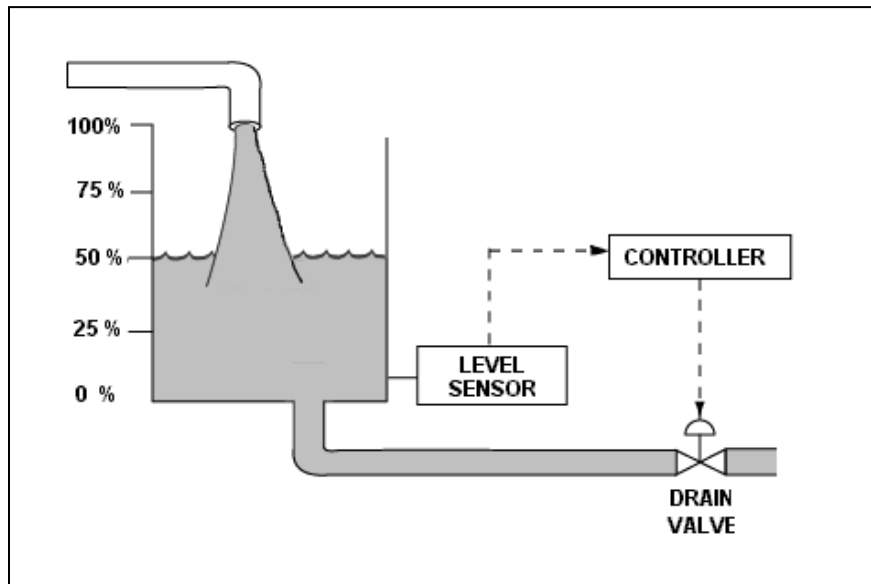 100%
75 %
50 %
25 %
0 %
CONTROLLER
LEVEL
SENSOR
DRAIN
VALVE